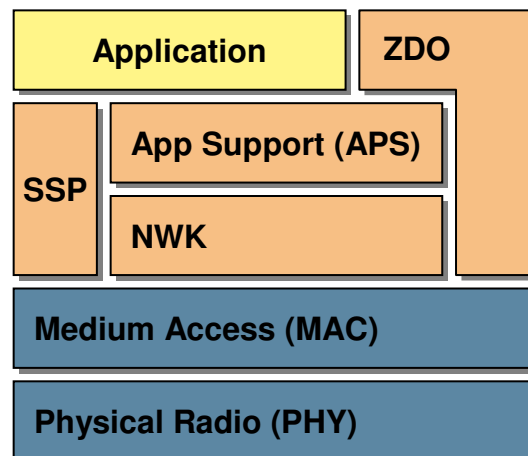 Application
ZDO
App Support (APS)
SSP
NWK
Medium Access (MAC)
Physical Radio (PHY)